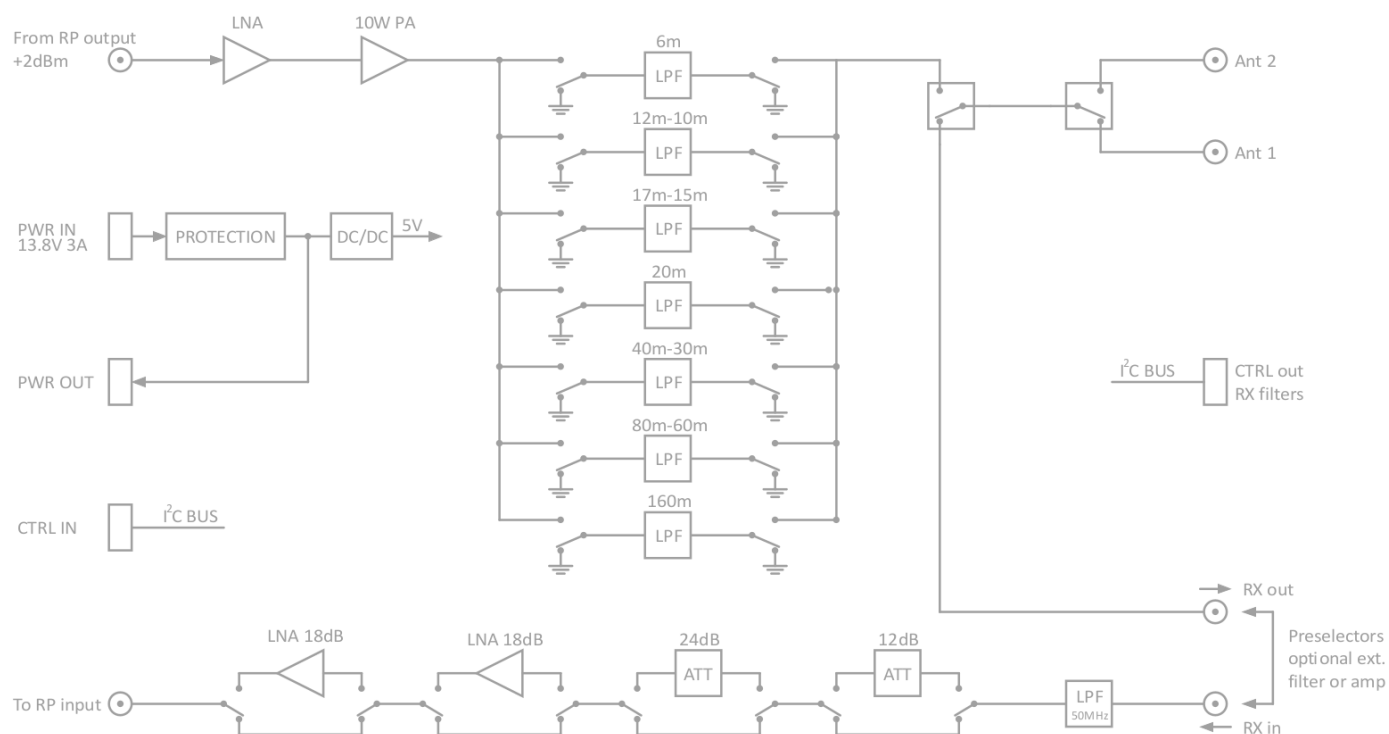 From RP output
+2dBm
LNA
10W PA
6m
LPF
12m-10m
LPF
17m-15m
LPF
20m
LPF
40m-30m
LPF
80m-60m
LPF
160m
LPF
Ant 2
Ant 1
PWR IN
13.8V 3A
PROTECTION
DC/DC
5V
PWR OUT
CTRL IN
I²C BUS
I²C BUS
CTRL out
RX filters
RX out
Preselectors
optional ext.
filter or amp
RX in
To RP input
LNA 18dB
LNA 18dB
24dB
ATT
12dB
ATT
LPF
50MHz